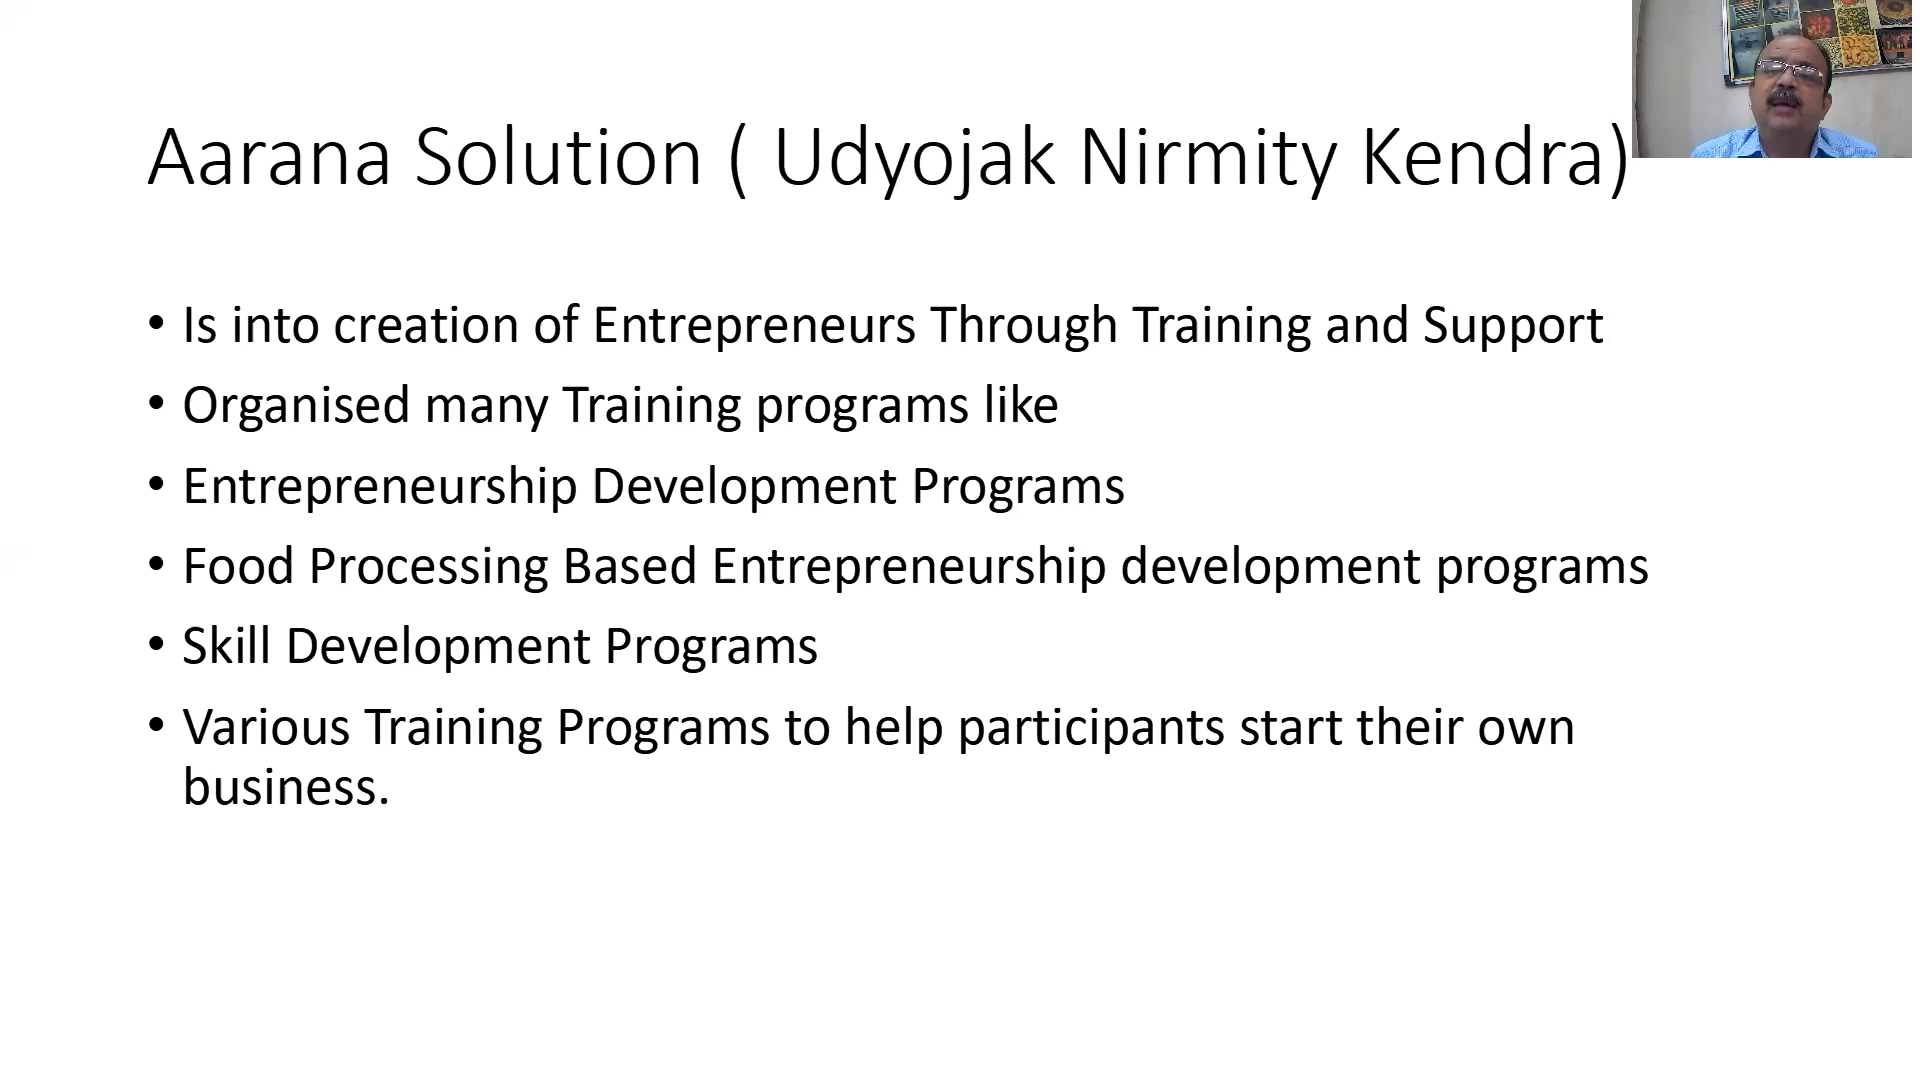 Aarana Solution ( Udyojak Nirmity Kendra)
• Is into creation of Entrepreneurs Through Training and Support
• Organised many Training programs like
• Entrepreneurship Development Programs
• Food Processing Based Entrepreneurship development programs
• Skill Development Programs
• Various Training Programs to help participants start their own
business.